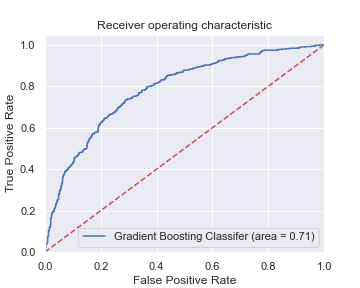 Receiver operating characteristic
True Positive Rate
1.0
0.8
0.6
0.4
0.2
0.0
Gradient Boosting Classifer (area = 0.71)
0.0 0.2 0.4 0.6 0.8 1.0
False Positive Rate